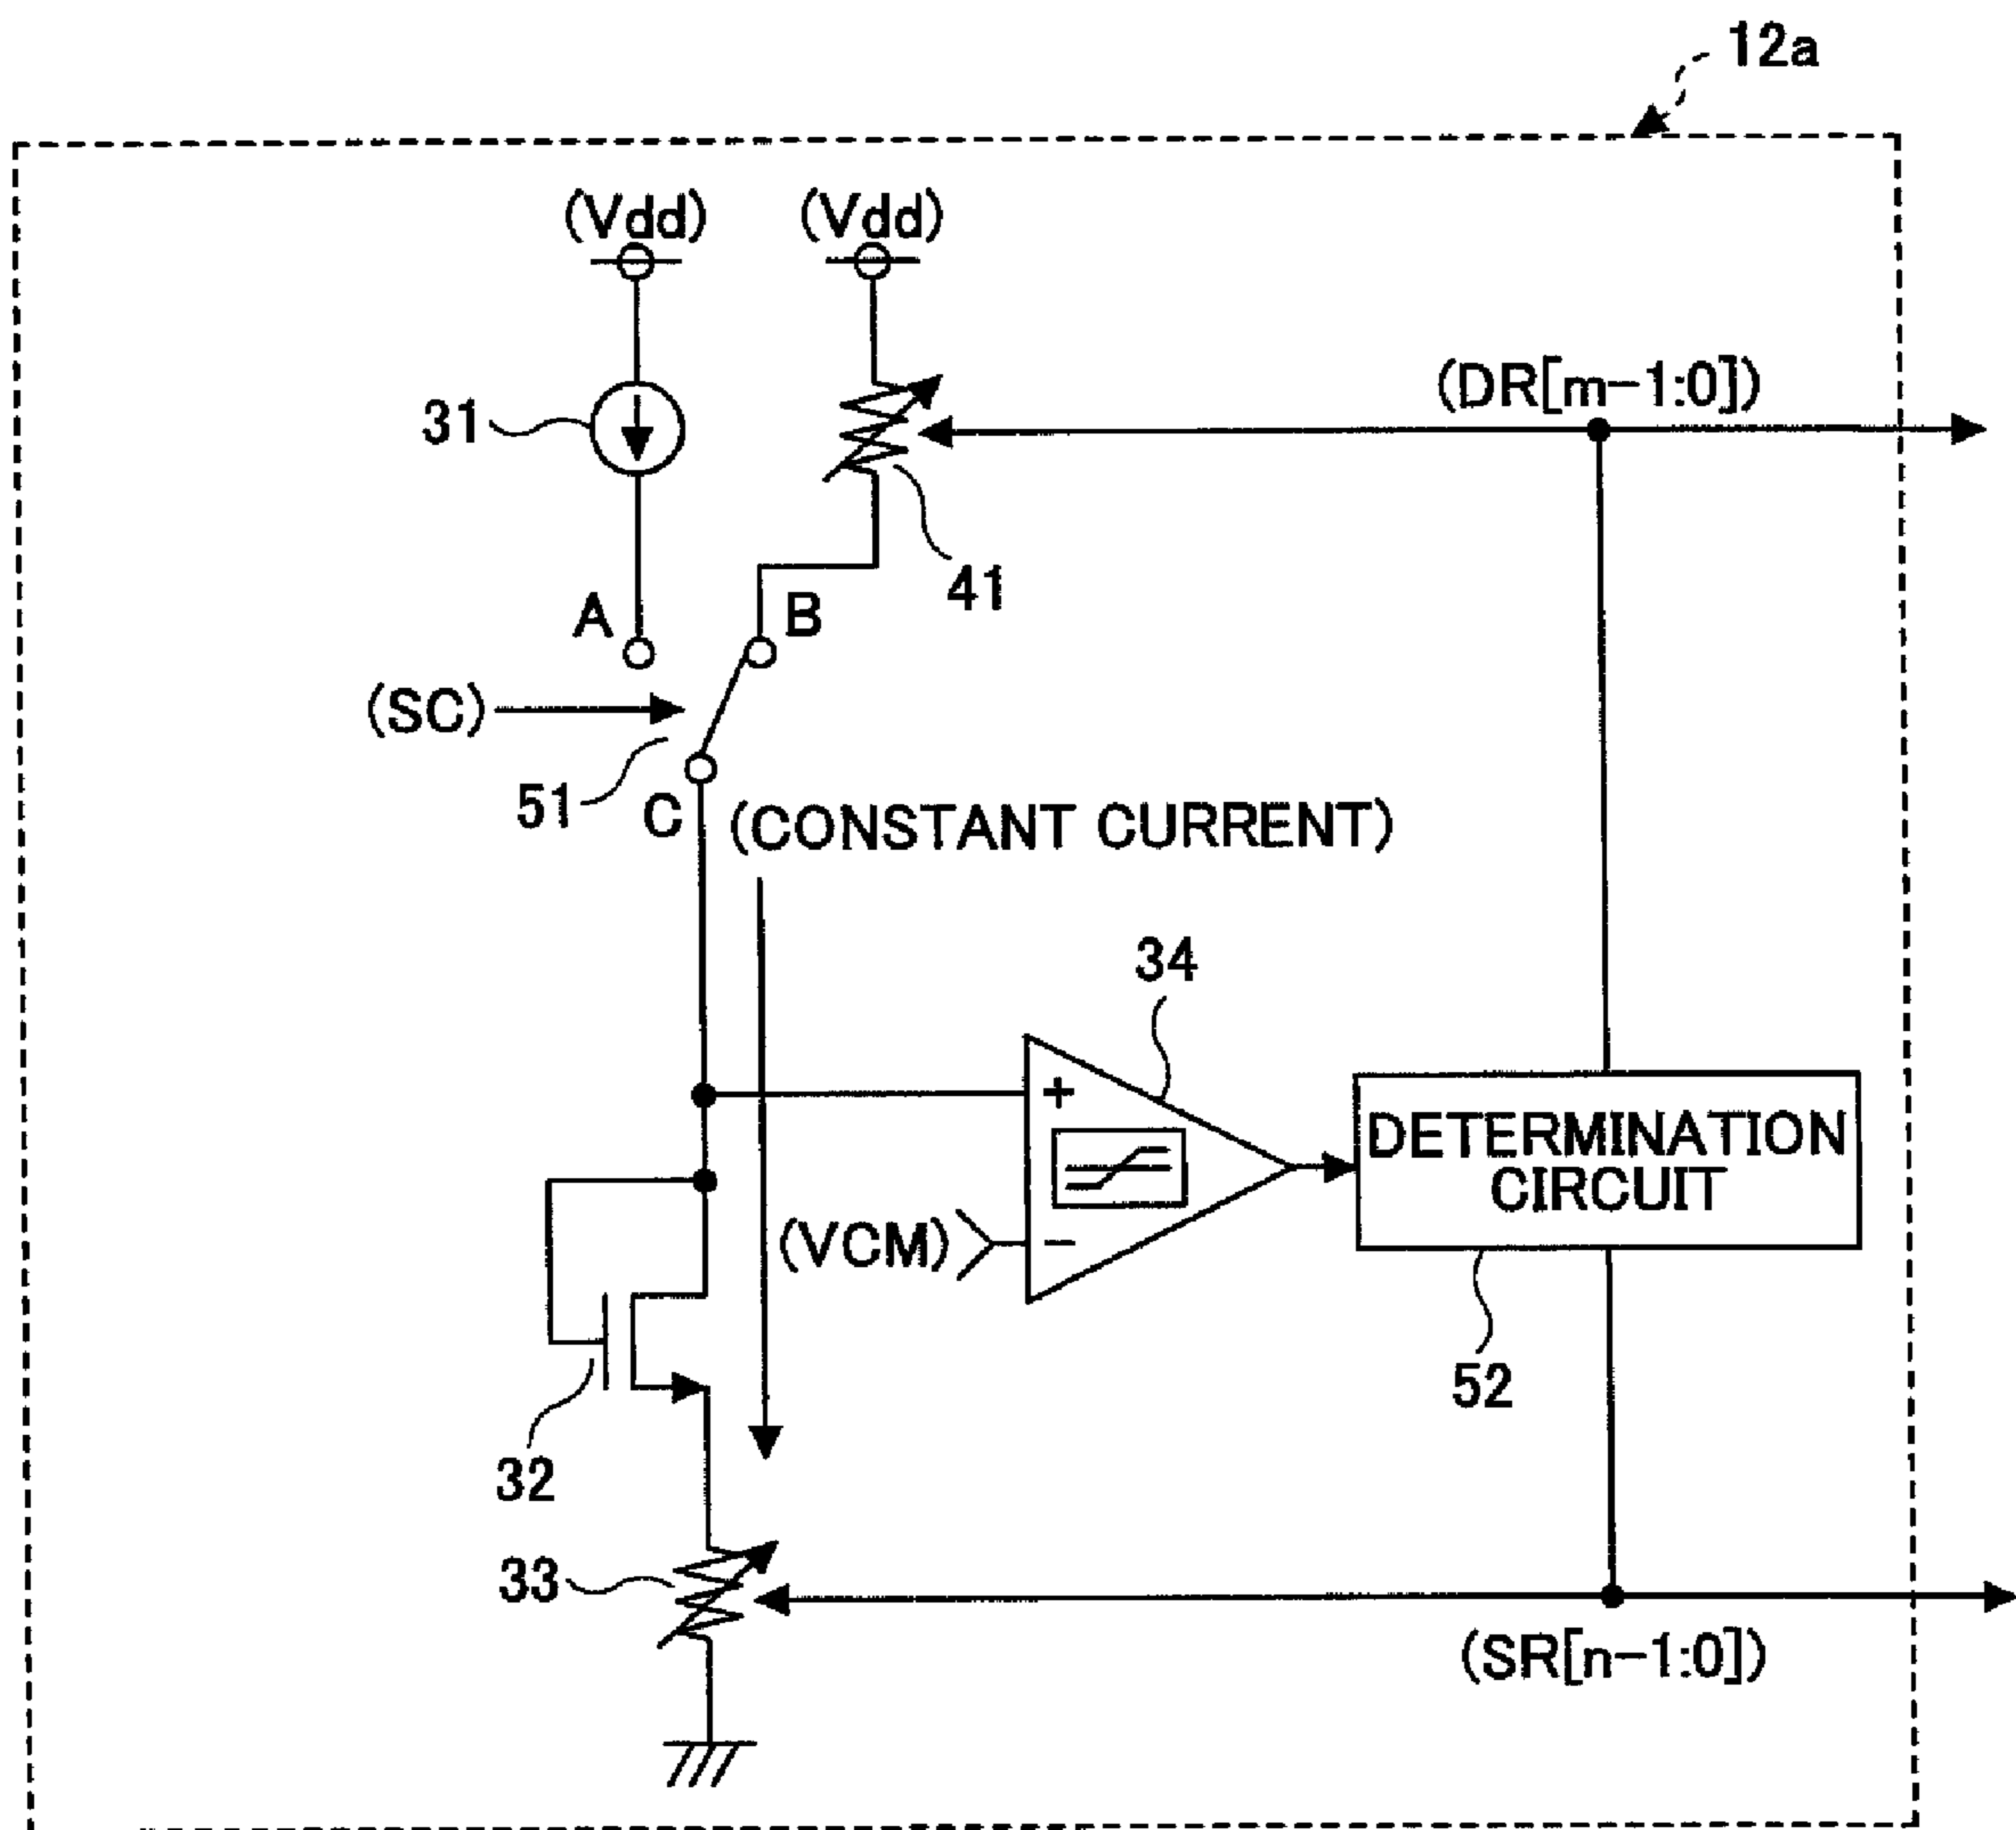 12a
(Vdd) (Vdd)
31
(DR[m-1:0])
41
A
B
(SC)
51
C
(CONSTANT CURRENT)
34
+
DETERMINATION
CIRCUIT
(VCM)
-
52
32
33
(SR[n-1:0])